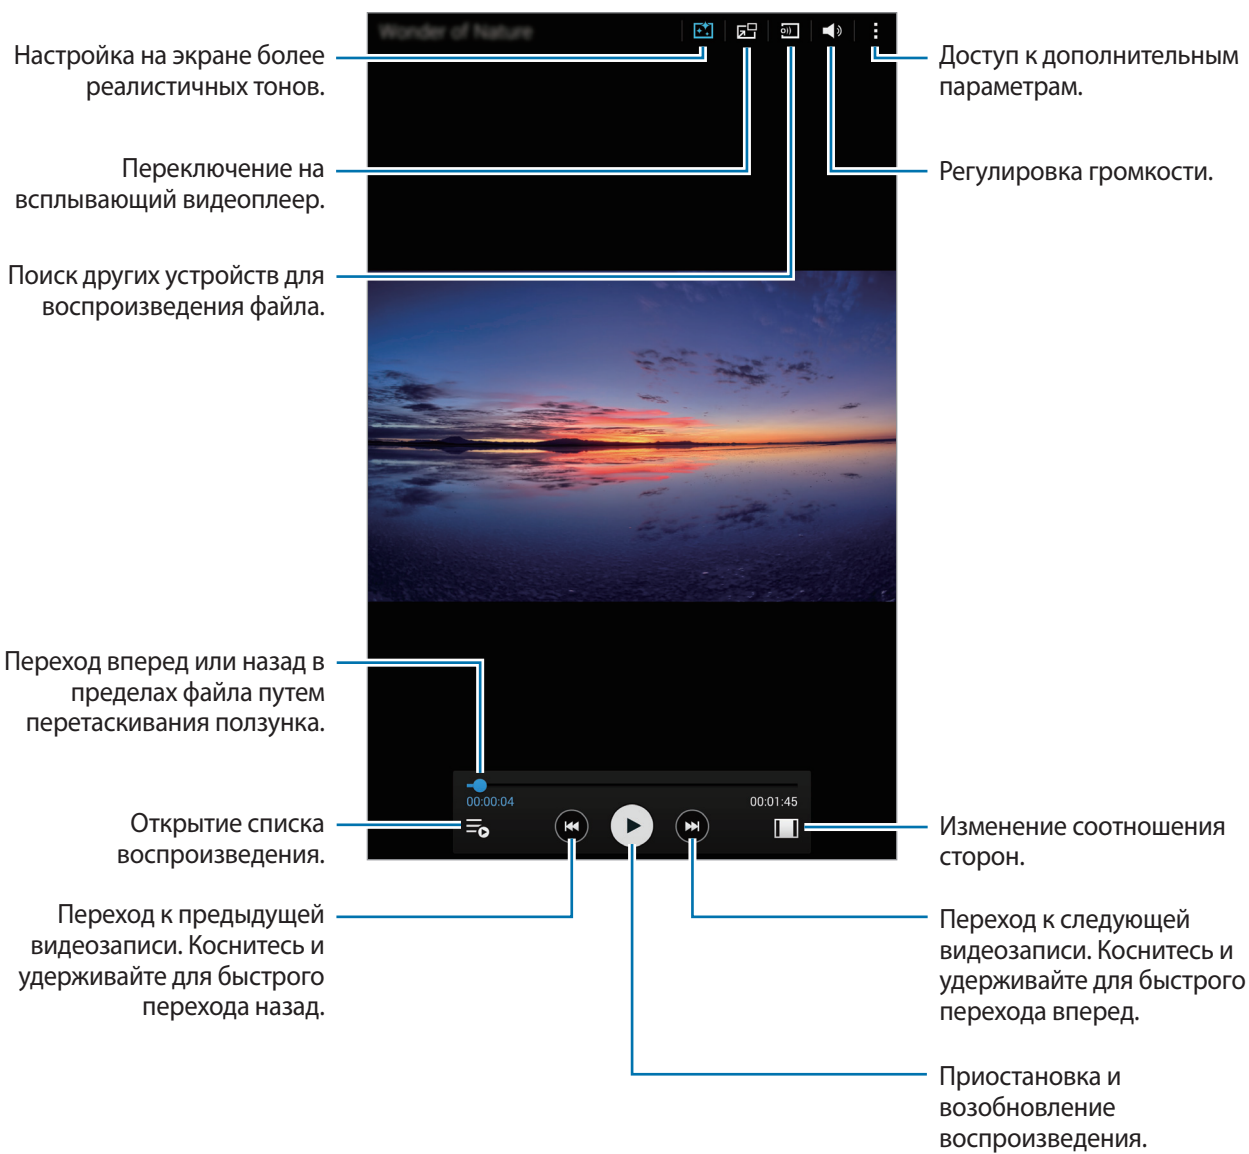 Wonder of Nature
Настройка на экране более
реалистичных тонов.
Доступ к дополнительным
параметрам.
Переключение на
всплывающий видеоплеер.
Регулировка громкости.
Поиск других устройств для
воспроизведения файла.
Переход вперед или назад в
пределах файла путем
перетаскивания ползунка.
00:00:04
00:01:45
Открытие списка
воспроизведения.
Изменение соотношения
сторон.
Переход к предыдущей
видеозаписи. Коснитесь и
удерживайте для быстрого
перехода назад.
Переход к следующей
видеозаписи. Коснитесь и
удерживайте для быстрого
перехода вперед.
Приостановка и
возобновление
воспроизведения.